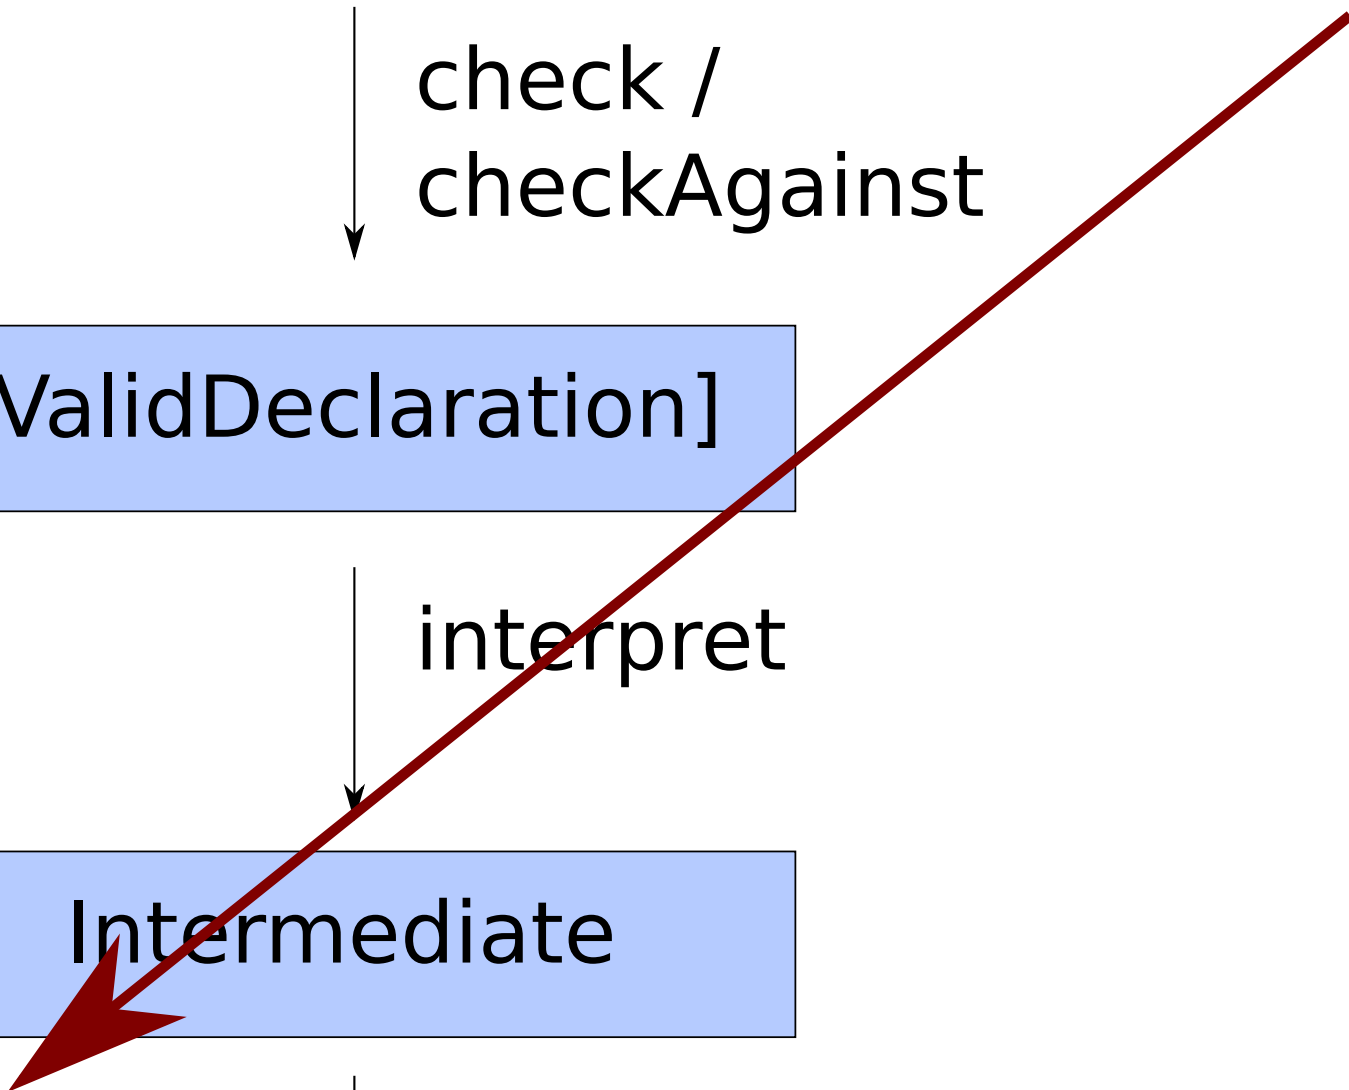 check /
checkAgainst
ValidDeclaration]
interpret
Intermediate